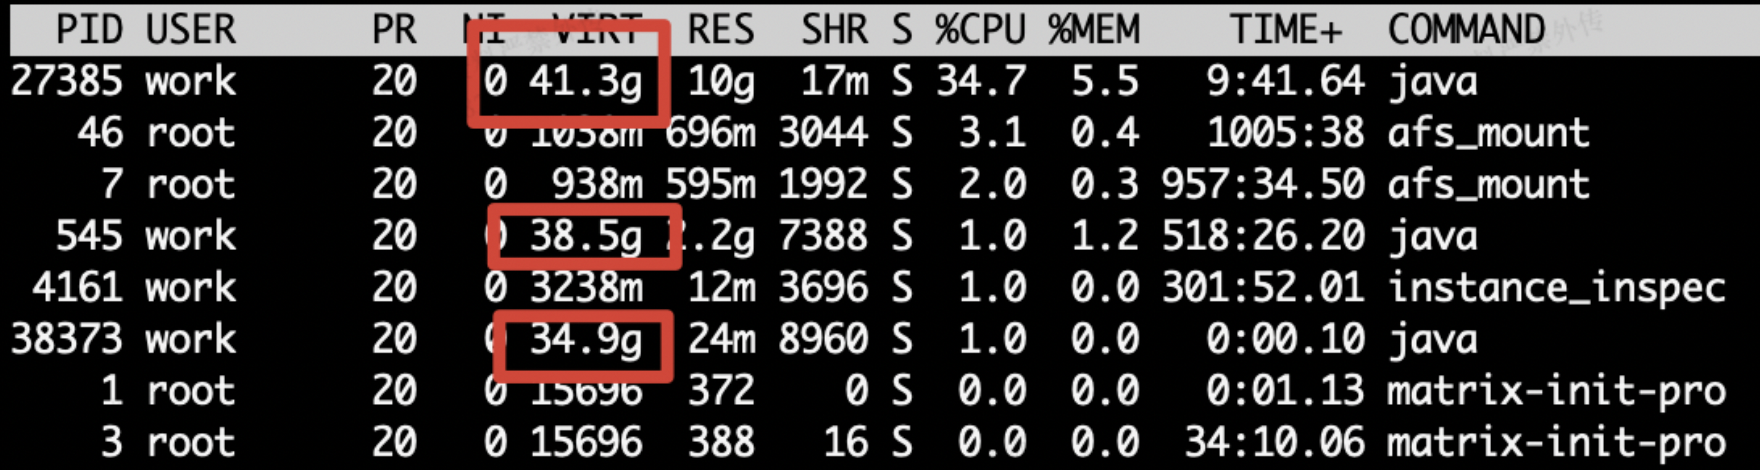 PID USER PR NI VIRT RES SHR S %CPU %MEM TIME+ COMMAND
27385 work 20 0 41.3g 10g 17m S 34.7 5.5 9:41.64 java
46 root 20 0 1038m 696m 3044 S 3.1 0.4 1005:38 afs_mount
7 root 20 0 938m 595m 1992 S 2.0 0.3 957:34.50 afs_mount
545 work 20 0 38.5g 2.2g 7388 S 1.0 1.2 518:26.20 java
4161 work 20 0 3238m 12m 3696 S 1.0 0.0 301:52.01 instance_inspec
38373 work 20 0 34.9g 24m 8960 S 1.0 0.0 0:00.10 java
1 root 20 0 15696 372 0 S 0.0 0.0 0:01.13 matrix-init-pro
3 root 20 0 15696 388 16 S 0.0 0.0 34:10.06 matrix-init-pro